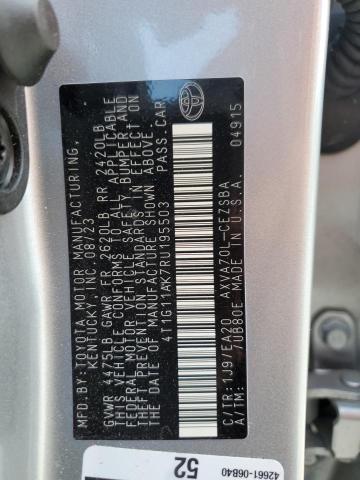 MFD.BY:TOYOTA MOTOR MANUFACTURING,
KENTUCKY, INC.08/23
GVWR 4475LB GAWR FR 2620LB RR 2420LB
THIS VEHICLE CONFORMS TO ALL APPLICABLE
FEDERAL MOTOR VEHICLE SAFETY, BUMPER, AND
THEFT PREVENTION STANDARDS IN EFFECT ON
THE DATE OF MANUFACTURE SHOWN ABOVE.
4T1G11AK7RU195503 PASS.CAR
C/TR:1J9/EA20 AXVA70L-CEZSBA
A/TM: /UB80E MADE IN U.S.A.
04915
52
42661-06840